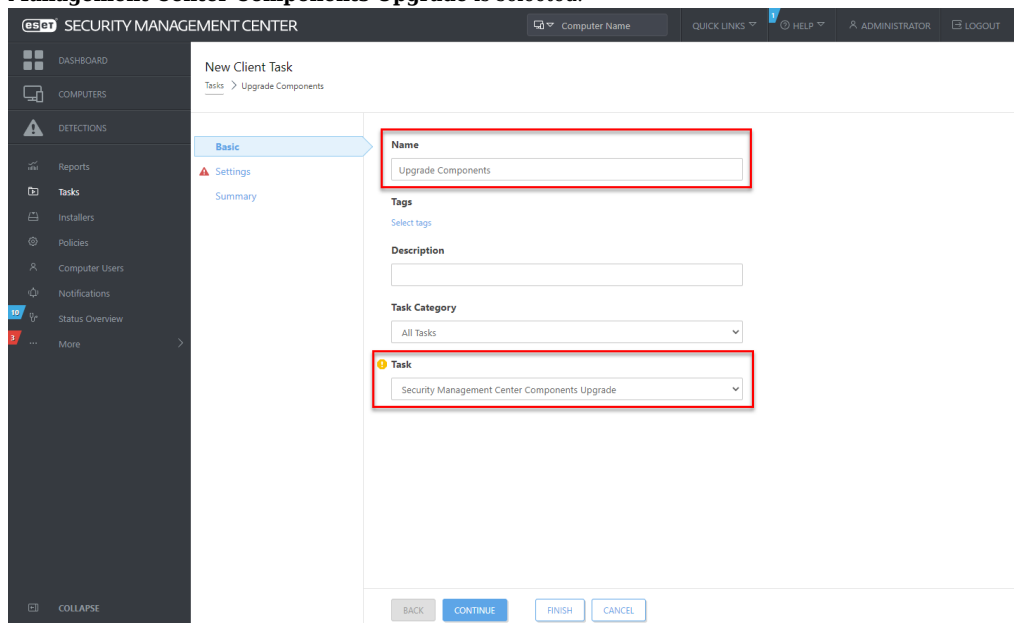 Management Center Components Upgrade is selected.
eset SECURITY MANAGEMENT CENTER
Computer Name
QUICK LINKS
1
HELP
ADMINISTRATOR
LOGOUT
DASHBOARD
COMPUTERS
DETECTIONS
Reports
Tasks
Installers
Policies
Computer Users
Notifications
10
Status Overview
3
More
COLLAPSE
New Client Task
Tasks > Upgrade Components
Basic
Settings
Summary
Name
Upgrade Components
Tags
Select tags
Description
Task Category
All Tasks
Task
Security Management Center Components Upgrade
BACK CONTINUE FINISH CANCEL